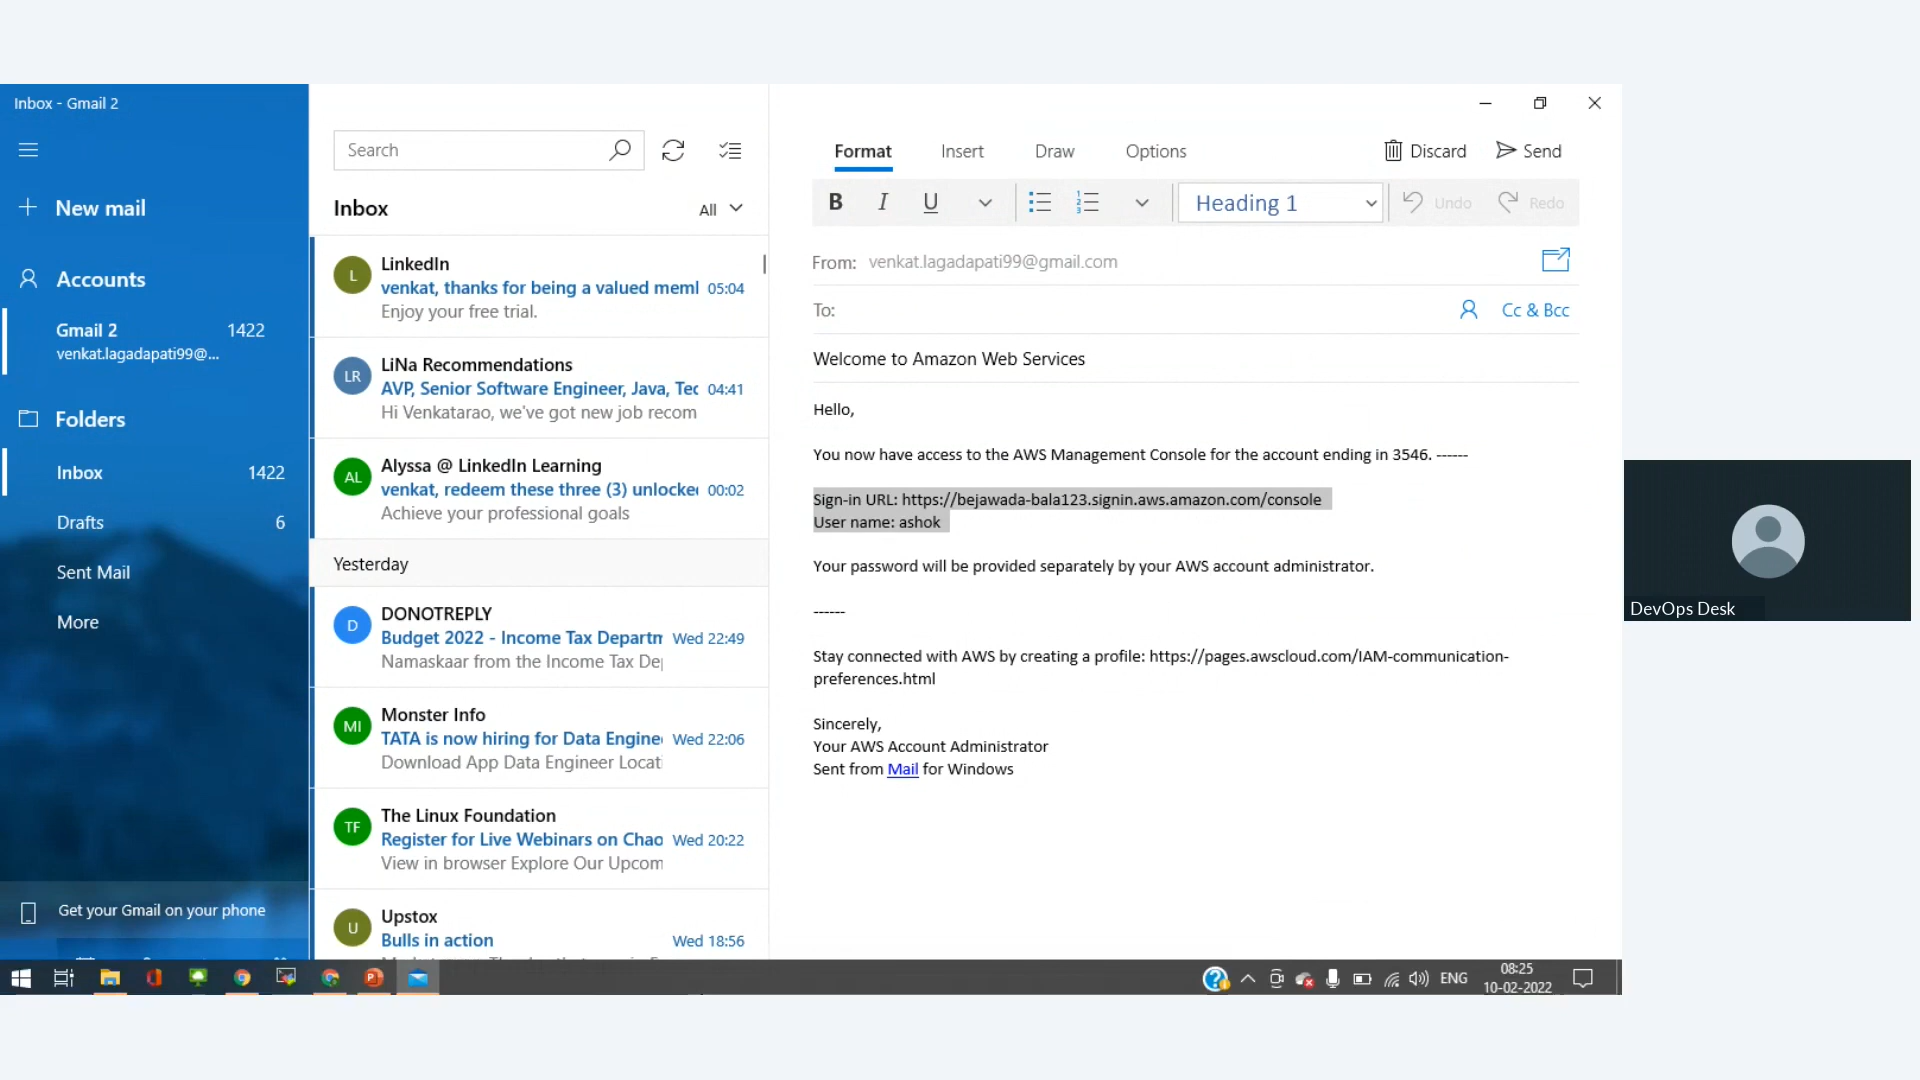 Inbox - Gmail 2
New mail
Accounts
Gmail 2 1422
venkat.lagadapati99@...
Folders
Inbox 1422
Drafts 6
Sent Mail
More
Get your Gmail on your phone
Search
Inbox All
L
LinkedIn
venkat, thanks for being a valued meml 05:04
Enjoy your free trial.
LR
LiNa Recommendations
AVP, Senior Software Engineer, Java, Tec 04:41
Hi Venkatarao, we've got new job recom
AL
Alyssa @ LinkedIn Learning
venkat, redeem these three (3) unlocked 00:02
Achieve your professional goals
Yesterday
D
DONOTREPLY
Budget 2022 - Income Tax Departm Wed 22:49
Namaskaar from the Income Tax Dep
MI
Monster Info
TATA is now hiring for Data Engine Wed 22:06
Download App Data Engineer Locati
TF
The Linux Foundation
Register for Live Webinars on Chao Wed 20:22
View in browser Explore Our Upcom
U
Upstox
Bulls in action Wed 18:56
Format Insert Draw Options Discard Send
B I U Heading 1 Undo Redo
From: venkat.lagadapati99@gmail.com
To: Cc & Bcc
Welcome to Amazon Web Services
Hello,
You now have access to the AWS Management Console for the account ending in 3546. ------
Sign-in URL: https://bejawada-bala123.signin.aws.amazon.com/console
User name: ashok
Your password will be provided separately by your AWS account administrator.
------
Stay connected with AWS by creating a profile: https://pages.awscloud.com/IAM-communication-
preferences.html
Sincerely,
Your AWS Account Administrator
Sent from Mail for Windows
DevOps Desk
ENG
08:25
10-02-2022